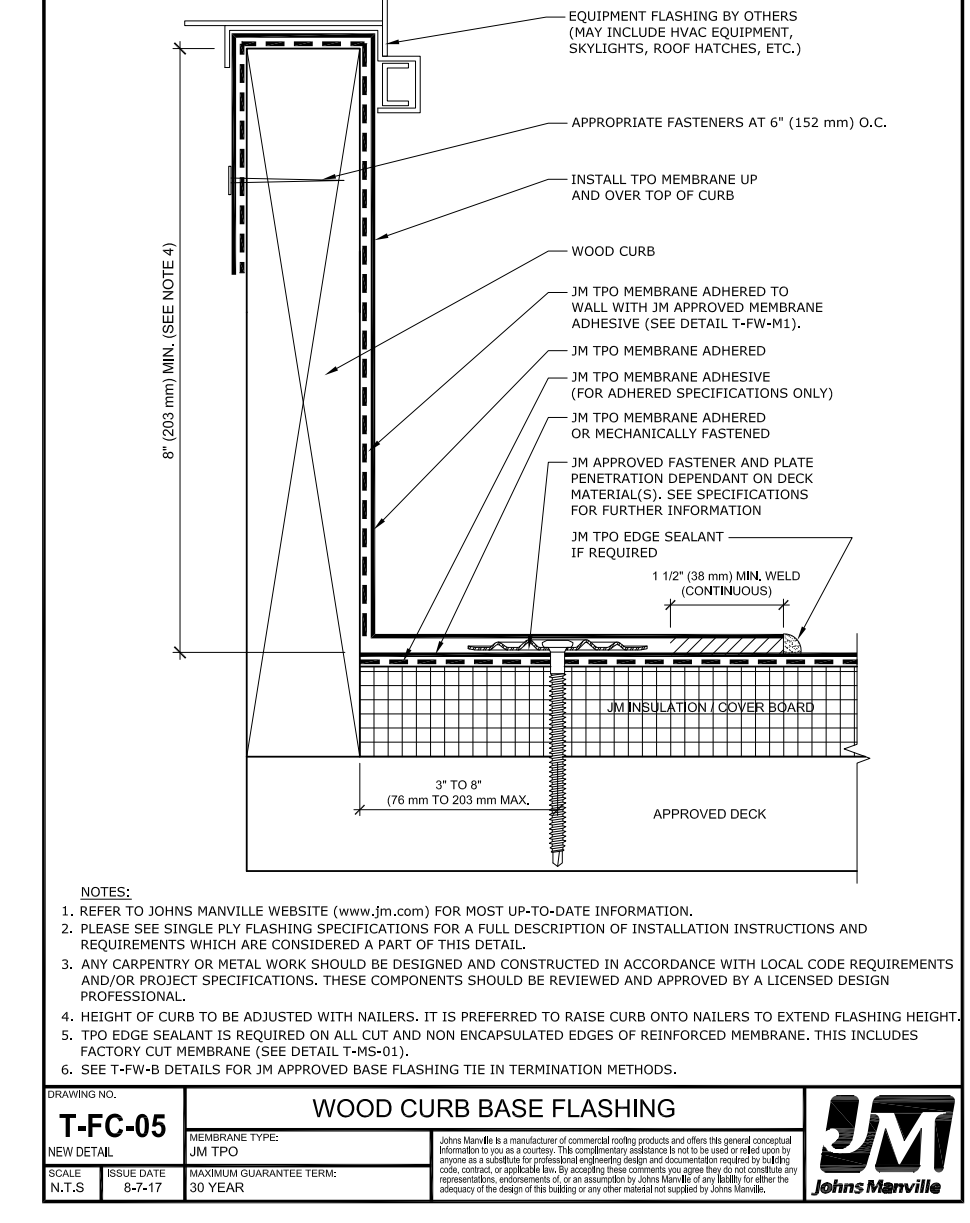 EQUIPMENT FLASHING BY OTHERS
(MAY INCLUDE HVAC EQUIPMENT,
SKYLIGHTS, ROOF HATCHES, ETC.)
APPROPRIATE FASTENERS AT 6" (152 mm) O.C.
INSTALL TPO MEMBRANE UP
AND OVER TOP OF CURB
WOOD CURB
8" (203 mm) MIN. (SEE NOTE 4)
JM TPO MEMBRANE ADHERED TO
WALL WITH JM APPROVED MEMBRANE
ADHESIVE (SEE DETAIL T-FW-M1).
JM TPO MEMBRANE ADHERED
JM TPO MEMBRANE ADHESIVE
(FOR ADHERED SPECIFICATIONS ONLY)
JM TPO MEMBRANE ADHERED
OR MECHANICALLY FASTENED
JM APPROVED FASTENER AND PLATE
PENETRATION DEPENDANT ON DECK
MATERIAL(S). SEE SPECIFICATIONS
FOR FURTHER INFORMATION
JM TPO EDGE SEALANT
IF REQUIRED
1 1/2" (38 mm) MIN. WELD
(CONTINUOUS)
JM INSULATION / COVER BOARD
3" TO 8"
(76 mm TO 203 mm MAX.
APPROVED DECK
NOTES:
1. REFER TO JOHNS MANVILLE WEBSITE (www.jm.com) FOR MOST UP-TO-DATE INFORMATION.
2. PLEASE SEE SINGLE PLY FLASHING SPECIFICATIONS FOR A FULL DESCRIPTION OF INSTALLATION INSTRUCTIONS AND
REQUIREMENTS WHICH ARE CONSIDERED A PART OF THIS DETAIL.
3. ANY CARPENTRY OR METAL WORK SHOULD BE DESIGNED AND CONSTRUCTED IN ACCORDANCE WITH LOCAL CODE REQUIREMENTS
AND/OR PROJECT SPECIFICATIONS. THESE COMPONENTS SHOULD BE REVIEWED AND APPROVED BY A LICENSED DESIGN
PROFESSIONAL.
4. HEIGHT OF CURB TO BE ADJUSTED WITH NAILERS. IT IS PREFERRED TO RAISE CURB ONTO NAILERS TO EXTEND FLASHING HEIGHT.
5. TPO EDGE SEALANT IS REQUIRED ON ALL CUT AND NON ENCAPSULATED EDGES OF REINFORCED MEMBRANE. THIS INCLUDES
FACTORY CUT MEMBRANE (SEE DETAIL T-MS-01).
6. SEE T-FW-B DETAILS FOR JM APPROVED BASE FLASHING TIE IN TERMINATION METHODS.
DRAWING NO.
T-FC-05
NEW DETAIL
SCALE
N.T.S
ISSUE DATE
8-7-17
WOOD CURB BASE FLASHING
MEMBRANE TYPE:
JM TPO
MAXIMUM GUARANTEE TERM:
30 YEAR
Johns Manville is a manufacturer of commercial roofing products and offers this general conceptual
information to you as a courtesy. This complimentary assistance is not to be used or relied upon by
anyone as a substitute for professional engineering design and documentation required by building
code, contract, or applicable law. By accepting these comments you agree they do not constitute any
representations, endorsements of, or an assumption by Johns Manville of any liability for either the
adequacy of the design of this building or any other material not supplied by Johns Manville.
JM
Johns Manville